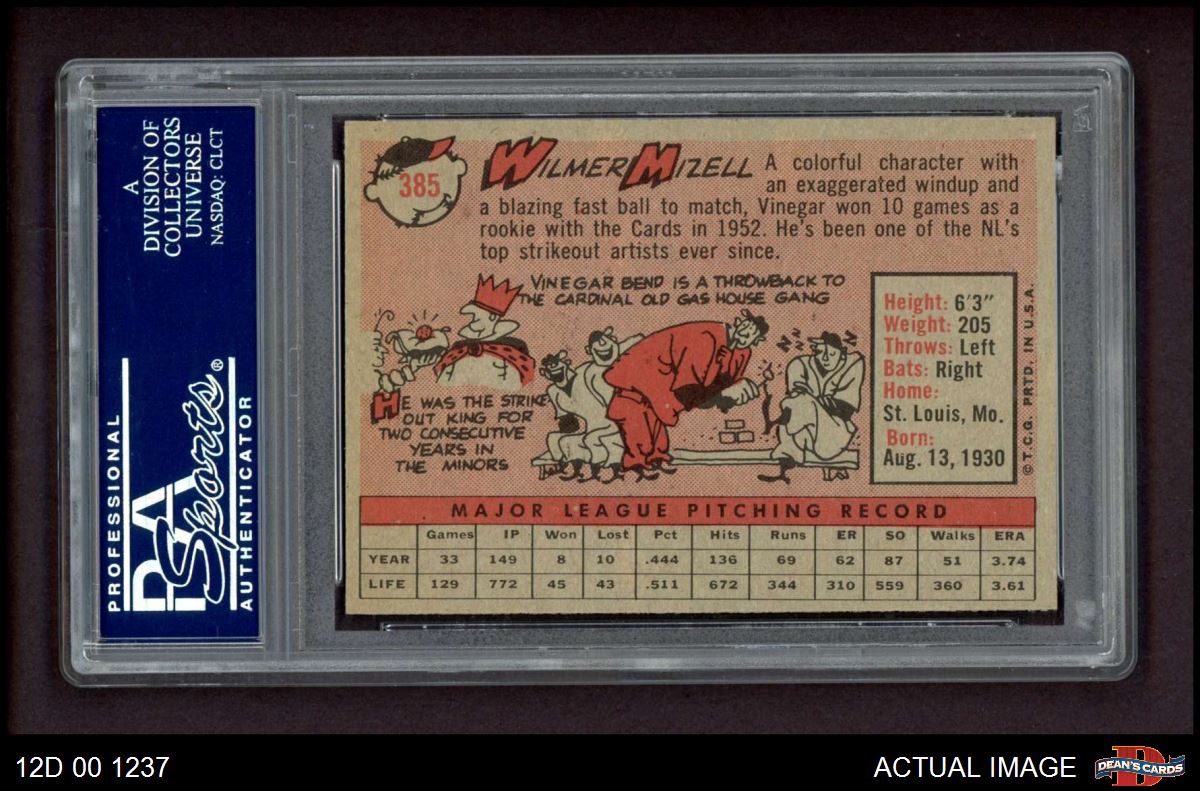 A
DIVISION OF
COLLECTORS
UNIVERSE
NASDAQ: CLCT
PROFESSIONAL
PSA
Sports®
AUTHENTICATOR
385
WILMER MIZELL
A colorful character with
an exaggerated windup and
a blazing fast ball to match, Vinegar won 10 games as a
rookie with the Cards in 1952. He's been one of the NL's
top strikeout artists ever since.
VINEGAR BEND IS A THROWBACK TO
THE CARDINAL OLD GAS HOUSE GANG
HE WAS THE STRIKE
OUT KING FOR
TWO CONSECUTIVE
YEARS IN
THE MINORS
Z Z Z N
Height: 6'3"
Weight: 205
Throws: Left
Bats: Right
Home:
St. Louis, Mo.
Born:
Aug. 13, 1930
© T.C.G. PRTD. IN U.S.A.
MAJOR LEAGUE PITCHING RECORD
Games IP Won Lost Pct Hits Runs ER SO Walks ERA
YEAR 33 149 8 10 .444 136 69 62 87 51 3.74
LIFE 129 772 45 43 .511 672 344 310 559 360 3.61
12D 00 1237
ACTUAL IMAGE
D
DEAN'S CARDS